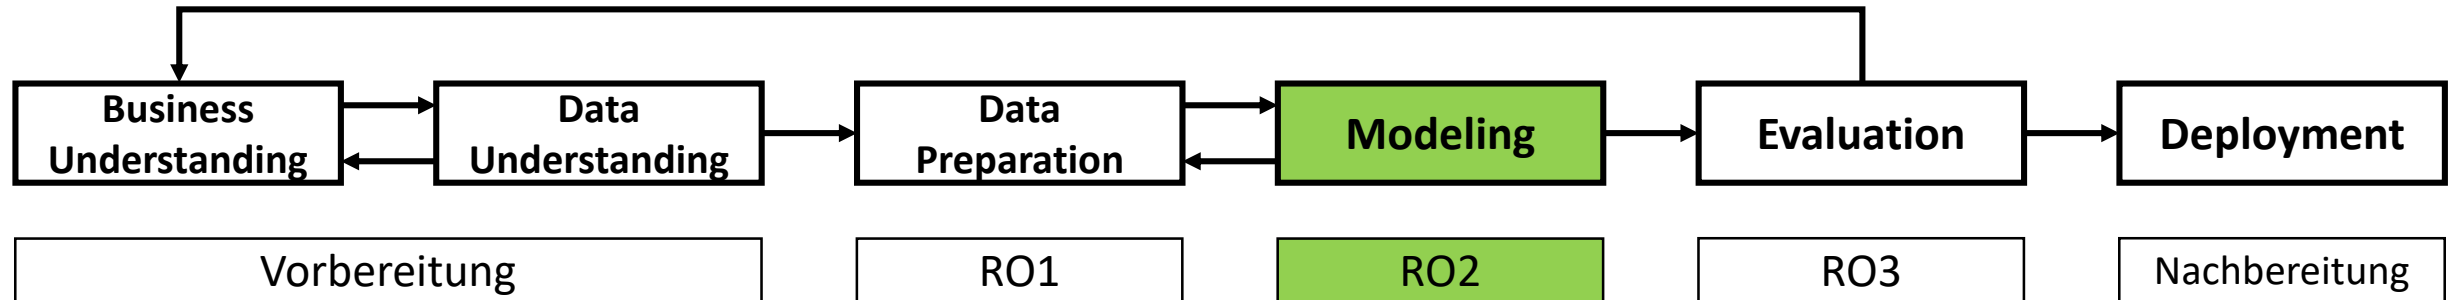 Business
Understanding
Data
Understanding
Data
Preparation
Modeling
Evaluation
Deployment
Vorbereitung
RO1
RO2
RO3
Nachbereitung